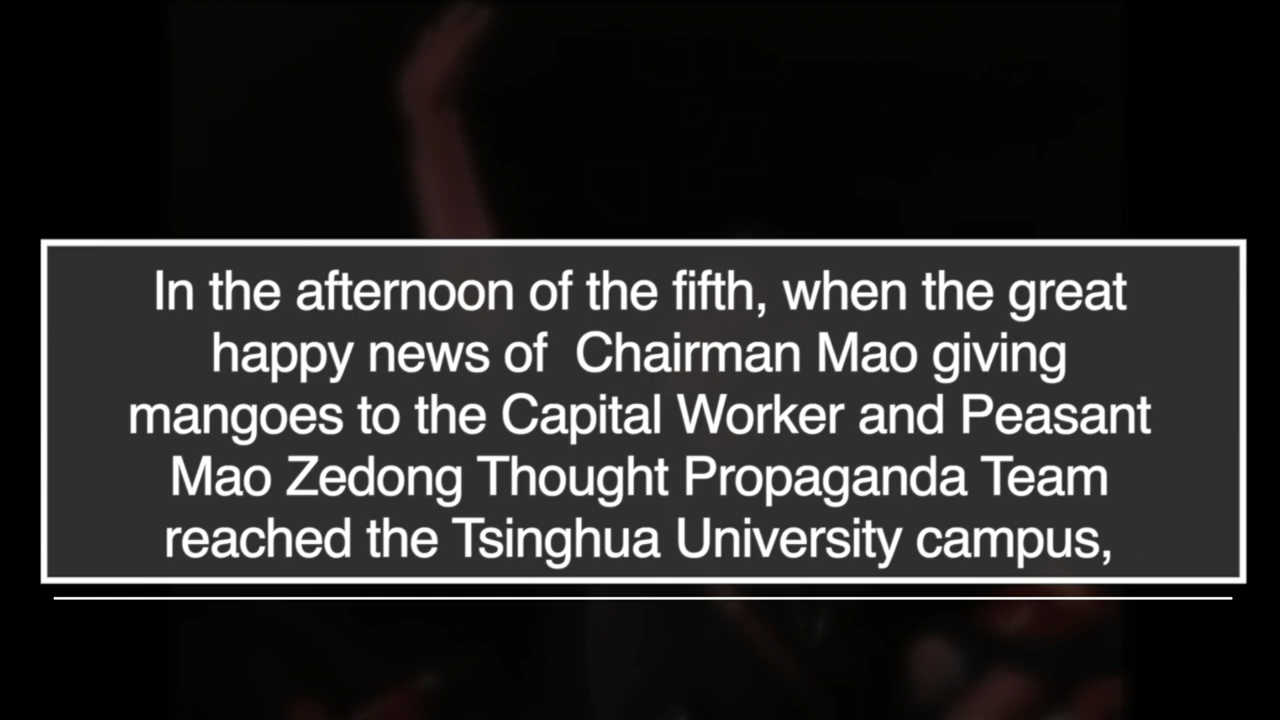 In the afternoon of the fifth, when the great
happy news of  Chairman Mao giving
mangoes to the Capital Worker and Peasant
Mao Zedong Thought Propaganda Team
reached the Tsinghua University campus,